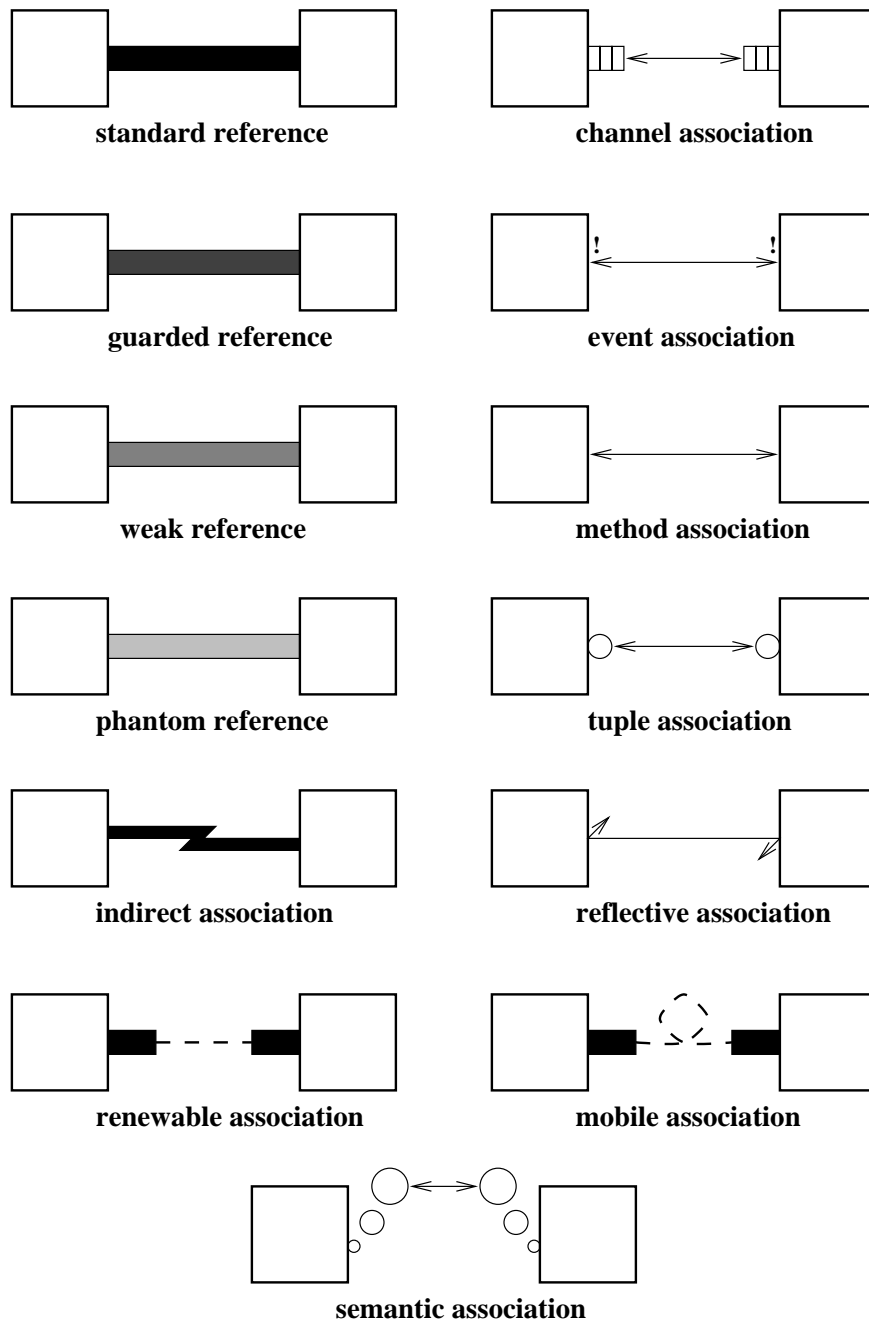 standard reference
channel association
! !
guarded reference
event association
weak reference
method association
phantom reference
tuple association
indirect association
reflective association
renewable association
mobile association
semantic association